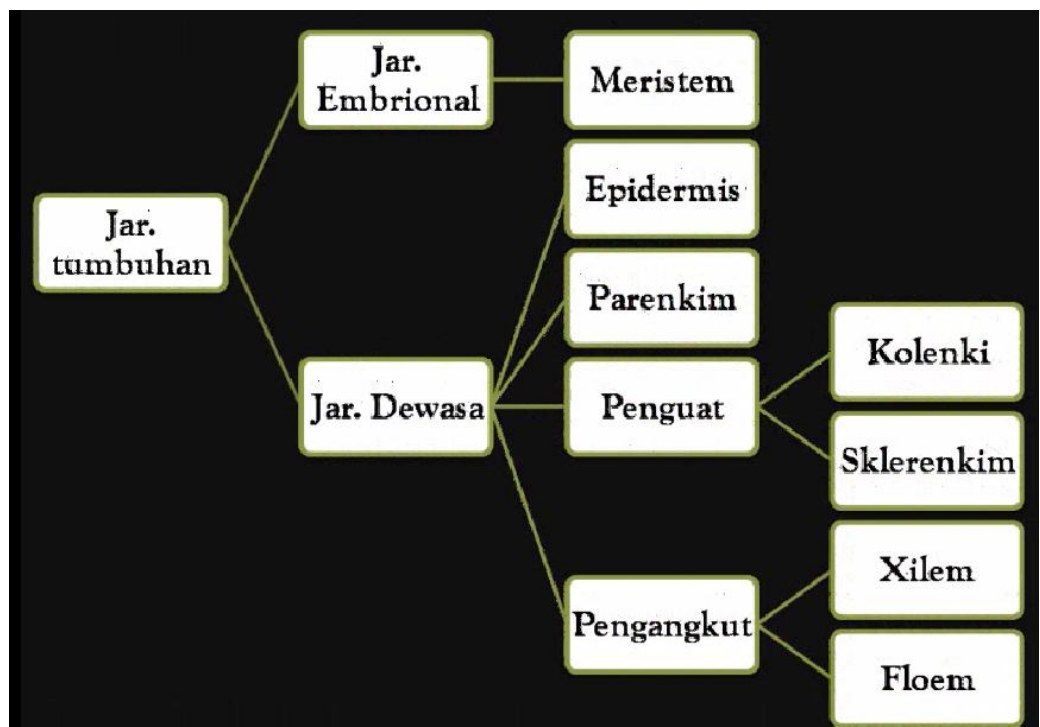 Jar.
tumbuhan
Jar.
Embrional
Meristem
Jar. Dewasa
Epidermis
Parenkim
Penguat
Kolenki
Sklerenkim
Pengangkut
Xilem
Floem